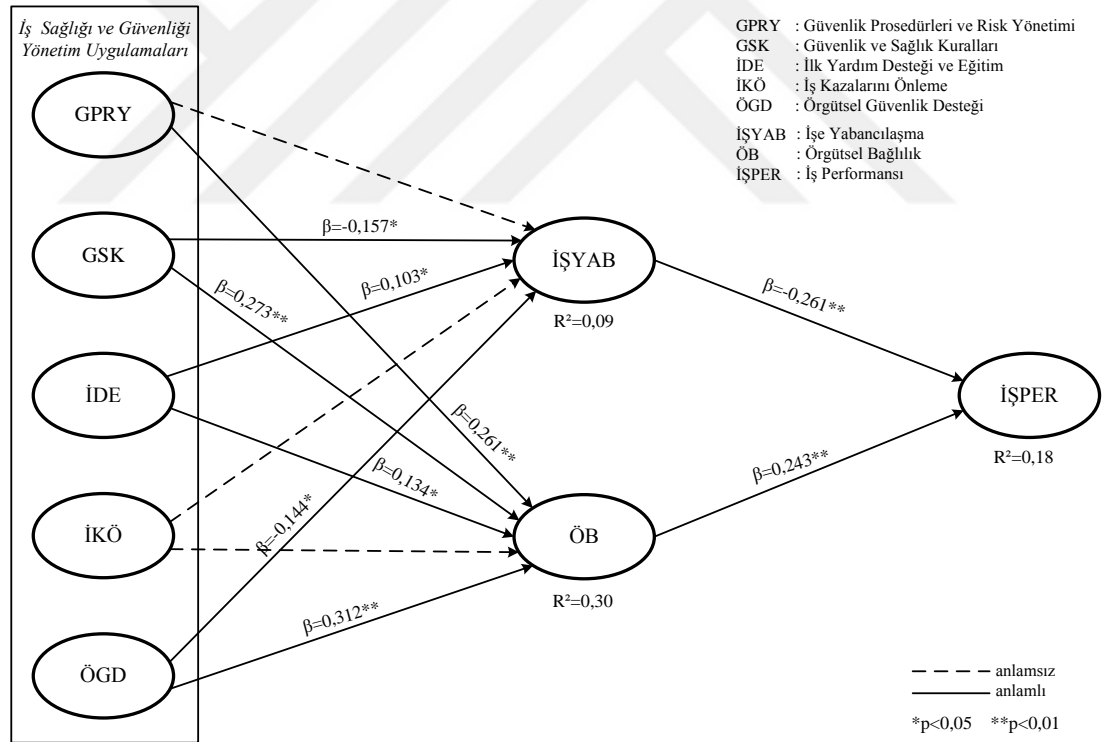 İş Sağlığı ve Güvenliği
Yönetim Uygulamaları
GPRY : Güvenlik Prosedürleri ve Risk Yönetimi
GSK : Güvenlik ve Sağlık Kuralları
İDE : İlk Yardım Desteği ve Eğitim
İKÖ : İş Kazalarını Önleme
ÖGD : Örgütsel Güvenlik Desteği
İŞYAB : İşe Yabancılaşma
ÖB : Örgütsel Bağlılık
İŞPER : İş Performansı
GPRY
GSK
İDE
İKÖ
ÖGD
β=-0,157*
β=0,103*
β=0,273**
β=0,261**
β=0,134*
β=-0,144*
β=0,312**
İŞYAB
R²=0,09
ÖB
R²=0,30
β=-0,261**
β=0,243**
İŞPER
R²=0,18
anlamsız
anlamlı
*p<0,05 **p<0,01